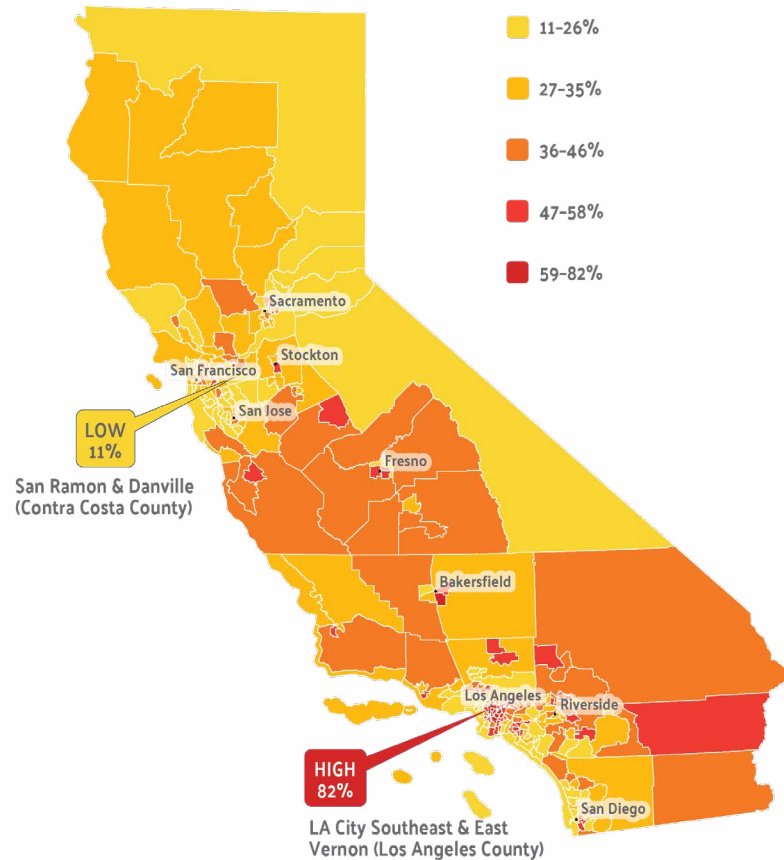 11–26%
27–35%
36–46%
47–58%
59–82%
Sacramento
San Francisco
Stockton
San Jose
LOW
11%
San Ramon & Danville
(Contra Costa County)
Fresno
Bakersfield
Los Angeles
Riverside
HIGH
82%
San Diego
LA City Southeast & East
Vernon (Los Angeles County)